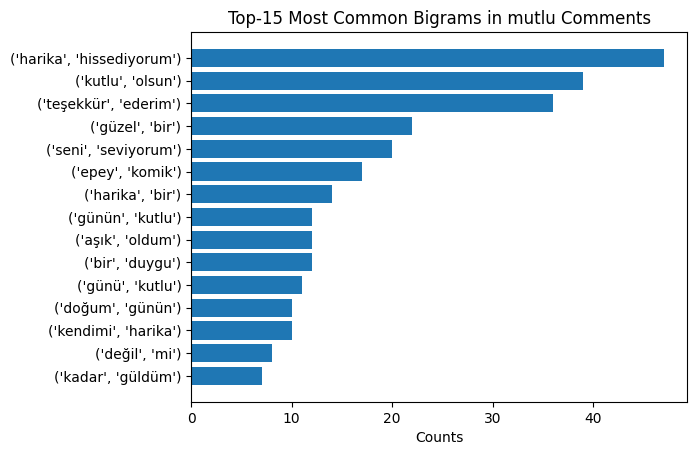 Top-15 Most Common Bigrams in mutlu Comments
('harika', 'hissediyorum')
('kutlu', 'olsun')
('teşekkür', 'ederim')
('güzel', 'bir')
('seni', 'seviyorum')
('epey', 'komik')
('harika', 'bir')
('günün', 'kutlu')
('aşık', 'oldum')
('bir', 'duygu')
('günü', 'kutlu')
('doğum', 'günün')
('kendimi', 'harika')
('değil', 'mi')
('kadar', 'güldüm')
0 10 20 30 40
Counts